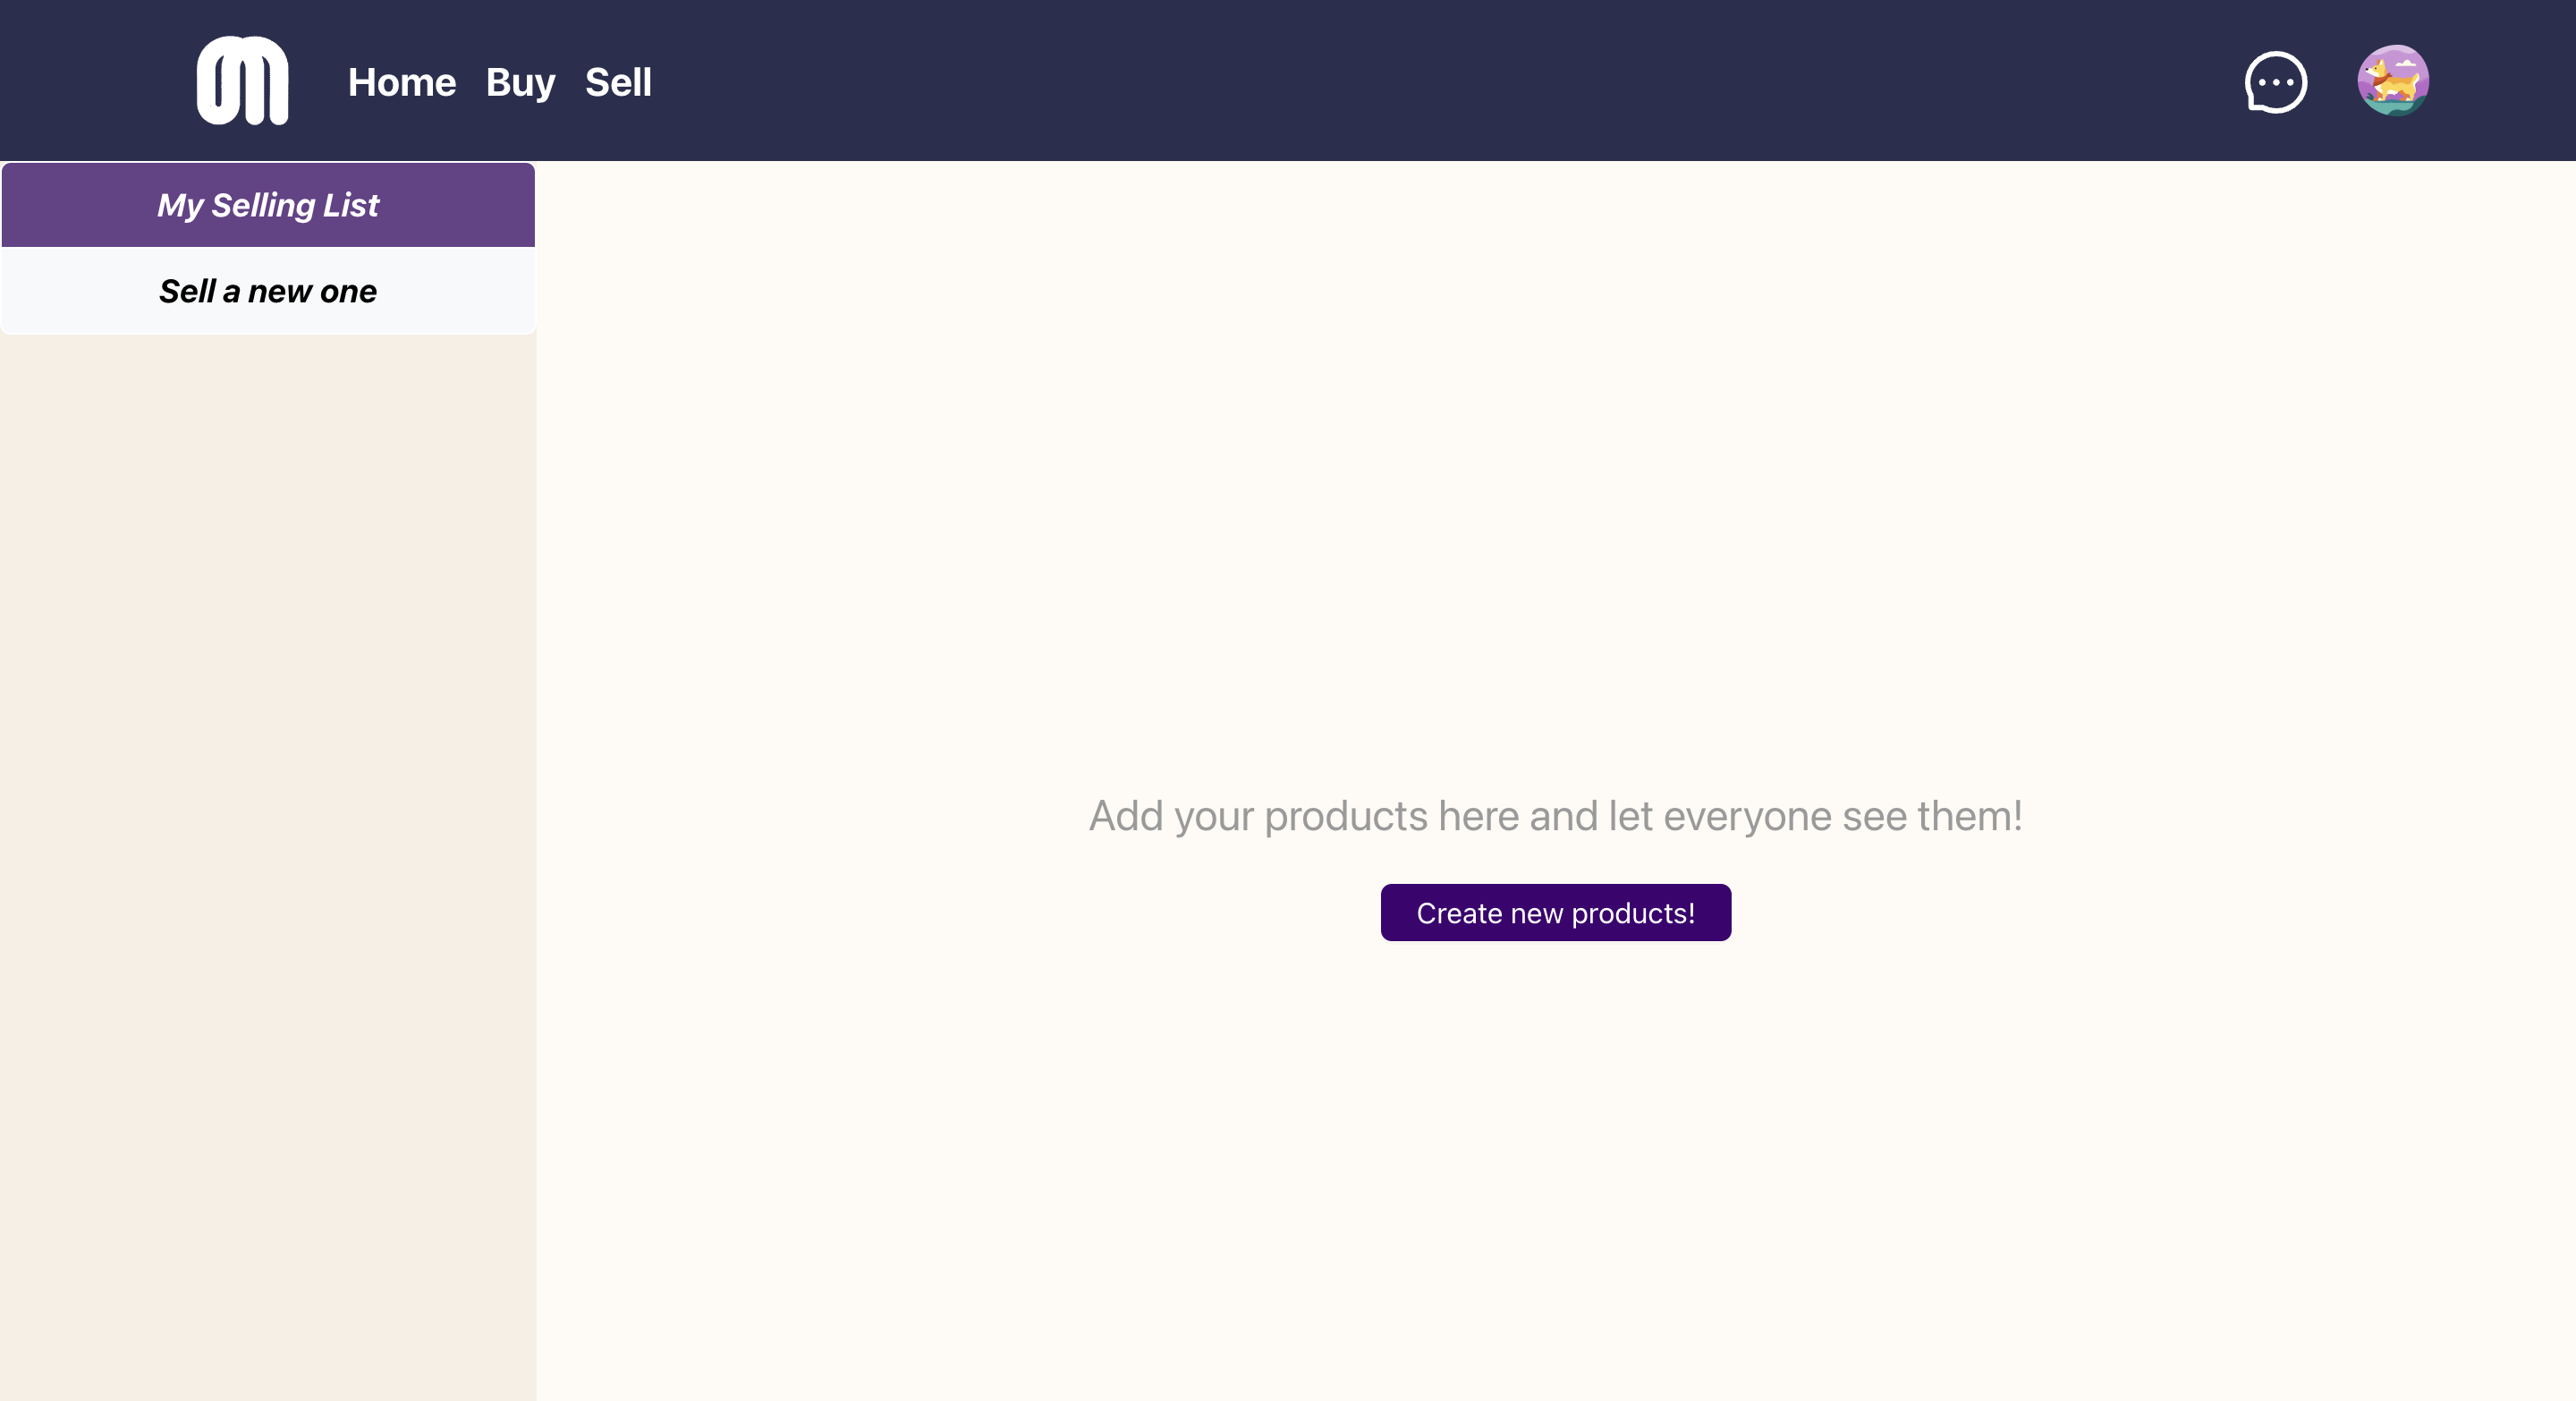 Home Buy Sell
My Selling List
Sell a new one
Add your products here and let everyone see them!
Create new products!